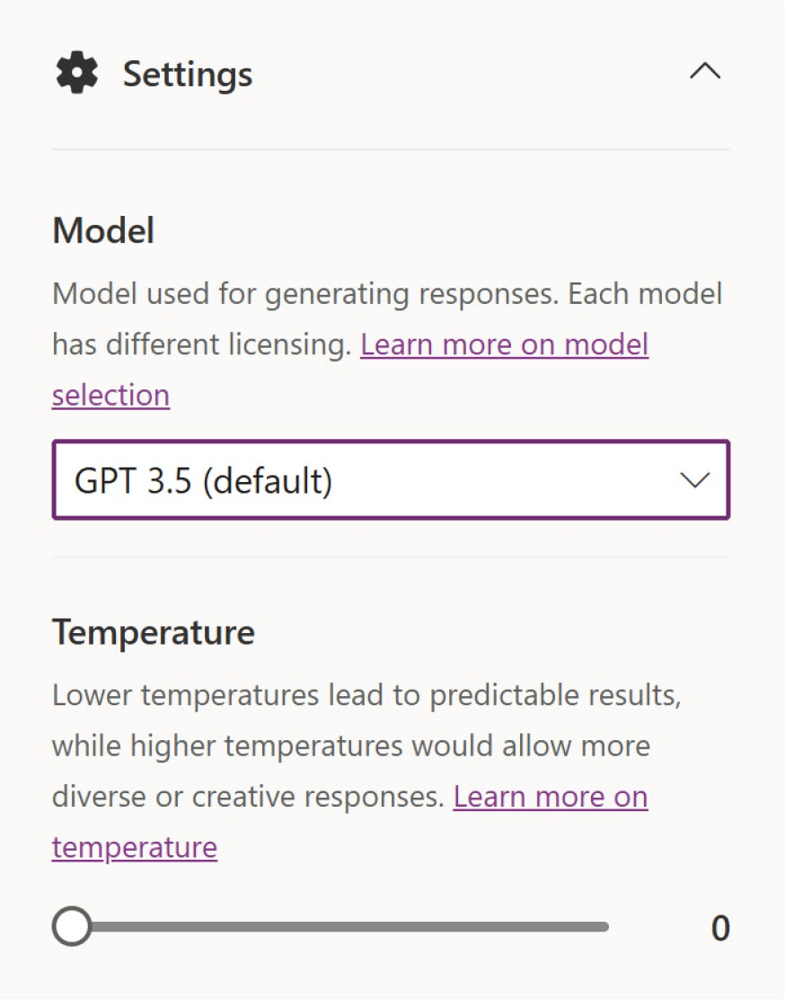 Settings
Model
Model used for generating responses. Each model
has different licensing. Learn more on model
selection
GPT 3.5 (default)
Temperature
Lower temperatures lead to predictable results,
while higher temperatures would allow more
diverse or creative responses. Learn more on
temperature
0